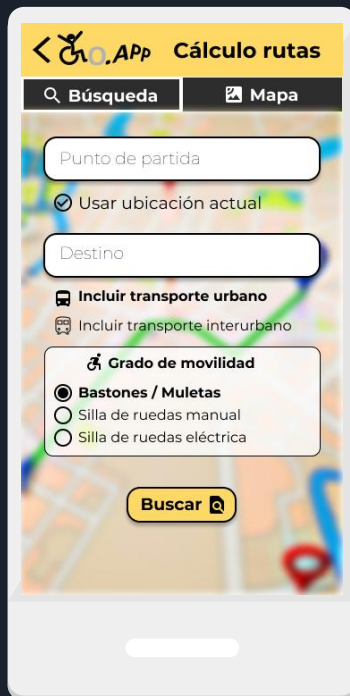 O.APP Cálculo rutas
Búsqueda Mapa
Punto de partida
Usar ubicación actual
Destino
Incluir transporte urbano
Incluir transporte interurbano
Grado de movilidad
Bastones / Muletas
Silla de ruedas manual
Silla de ruedas eléctrica
Buscar